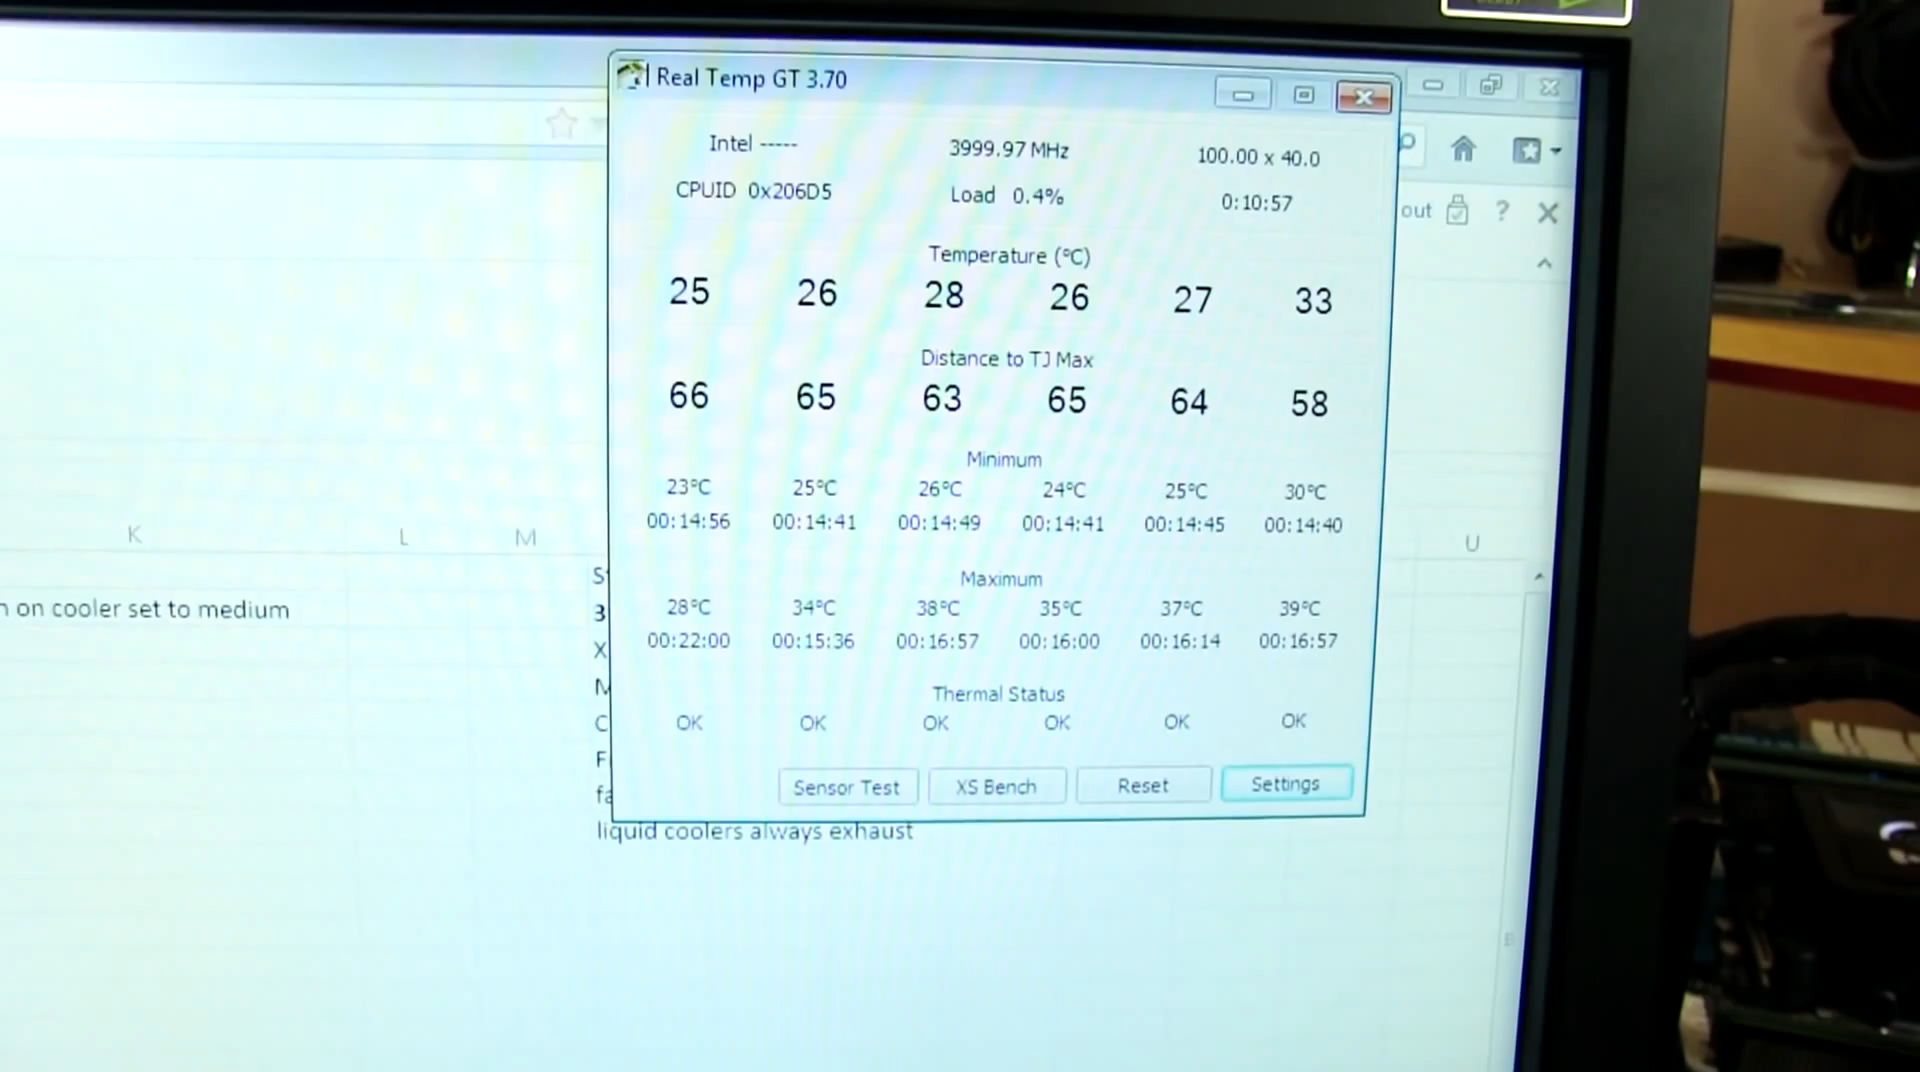 Real Temp GT 3.70
Intel ----- 3999.97 MHz 100.00 x 40.0
CPUID 0x206D5 Load 0.4% 0:10:57
Temperature (°C)
25 26 28 26 27 33
Distance to TJ Max
66 65 63 65 64 58
Minimum
23°C 25°C 26°C 24°C 25°C 30°C
00:14:56 00:14:41 00:14:49 00:14:41 00:14:45 00:14:40
Maximum
28°C 34°C 38°C 35°C 37°C 39°C
00:22:00 00:15:36 00:16:57 00:16:00 00:16:14 00:16:57
Thermal Status
OK OK OK OK OK OK
Sensor Test XS Bench Reset Settings
out ?
K L M U
n on cooler set to medium
3
X
M
C
F
fa
liquid coolers always exhaust